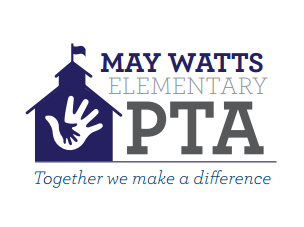 MAY WATTS
ELEMENTARY
PTA
Together we make a difference